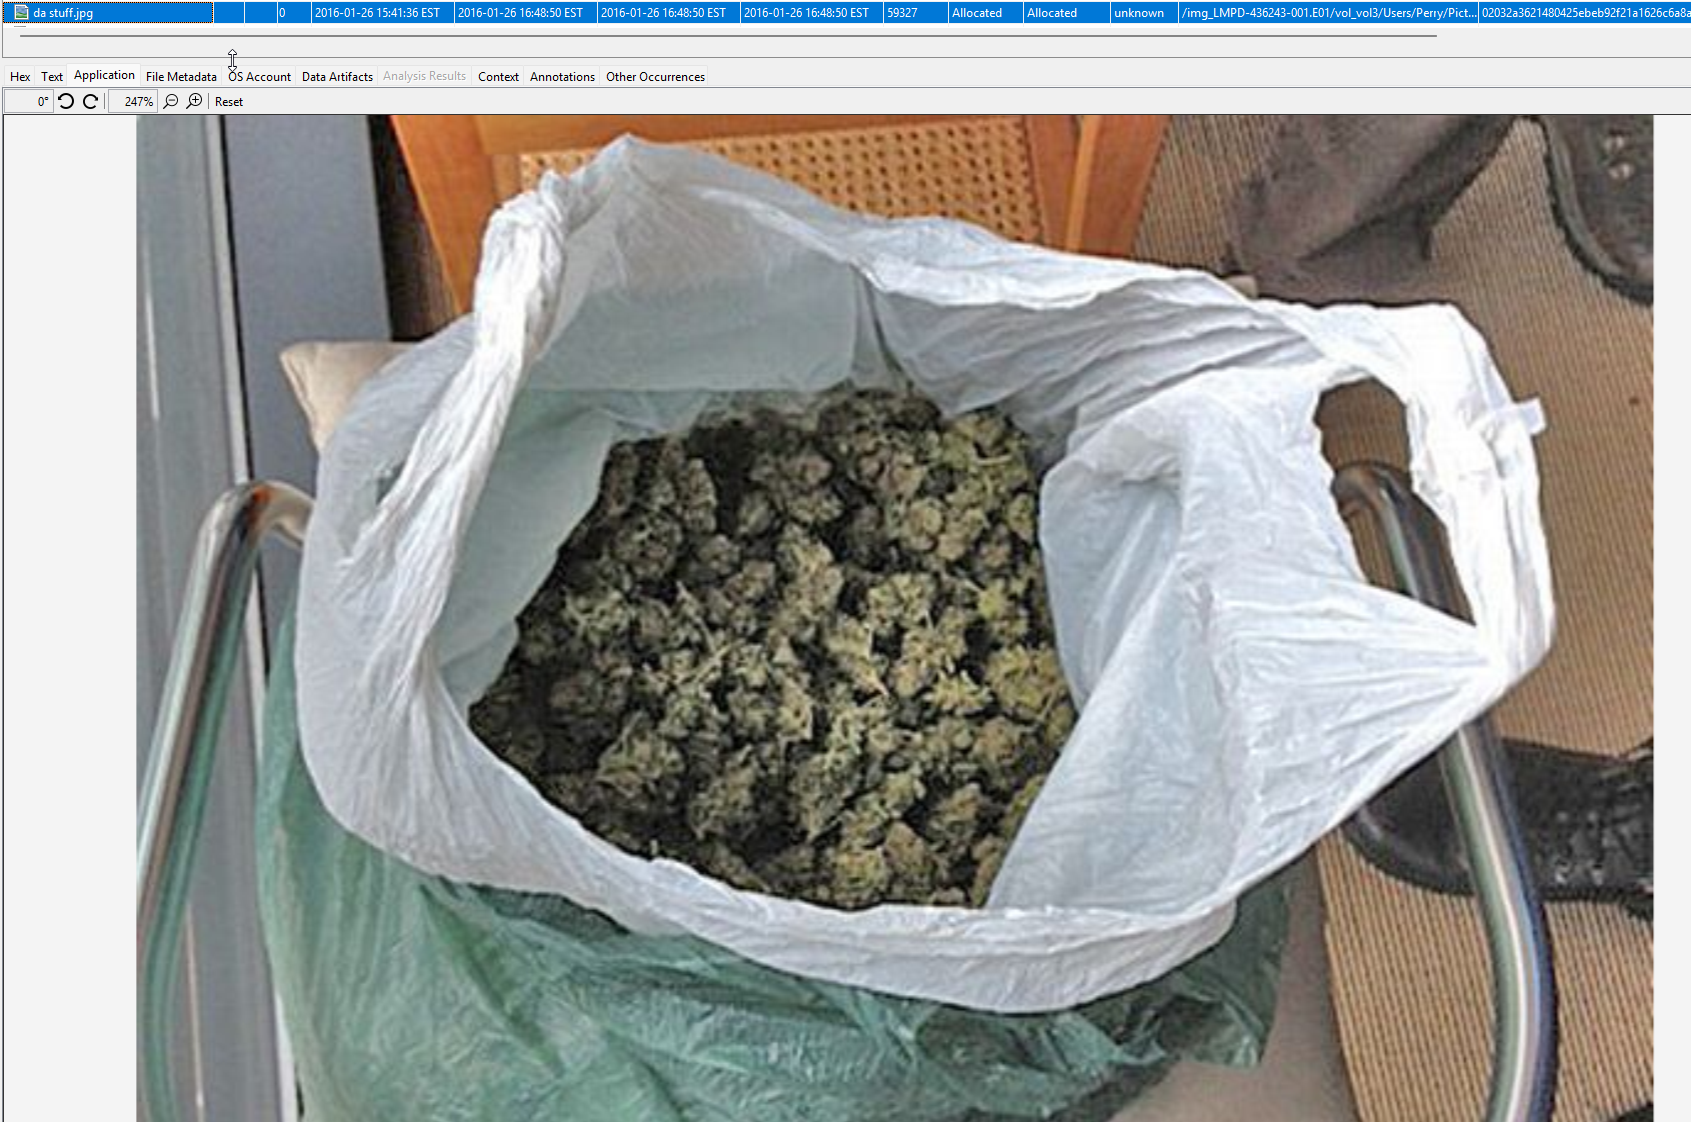 da stuff.jpg 0 2016-01-26 15:41:36 EST 2016-01-26 16:48:50 EST 2016-01-26 16:48:50 EST 2016-01-26 16:48:50 EST 59327 Allocated Allocated unknown /img_LMPD-436243-001.E01/vol_vol3/Users/Perry/Pict... 02032a3621480425ebeb92f21a1626c6a8a
Hex Text Application File Metadata OS Account Data Artifacts Analysis Results Context Annotations Other Occurrences
0° 247% Reset